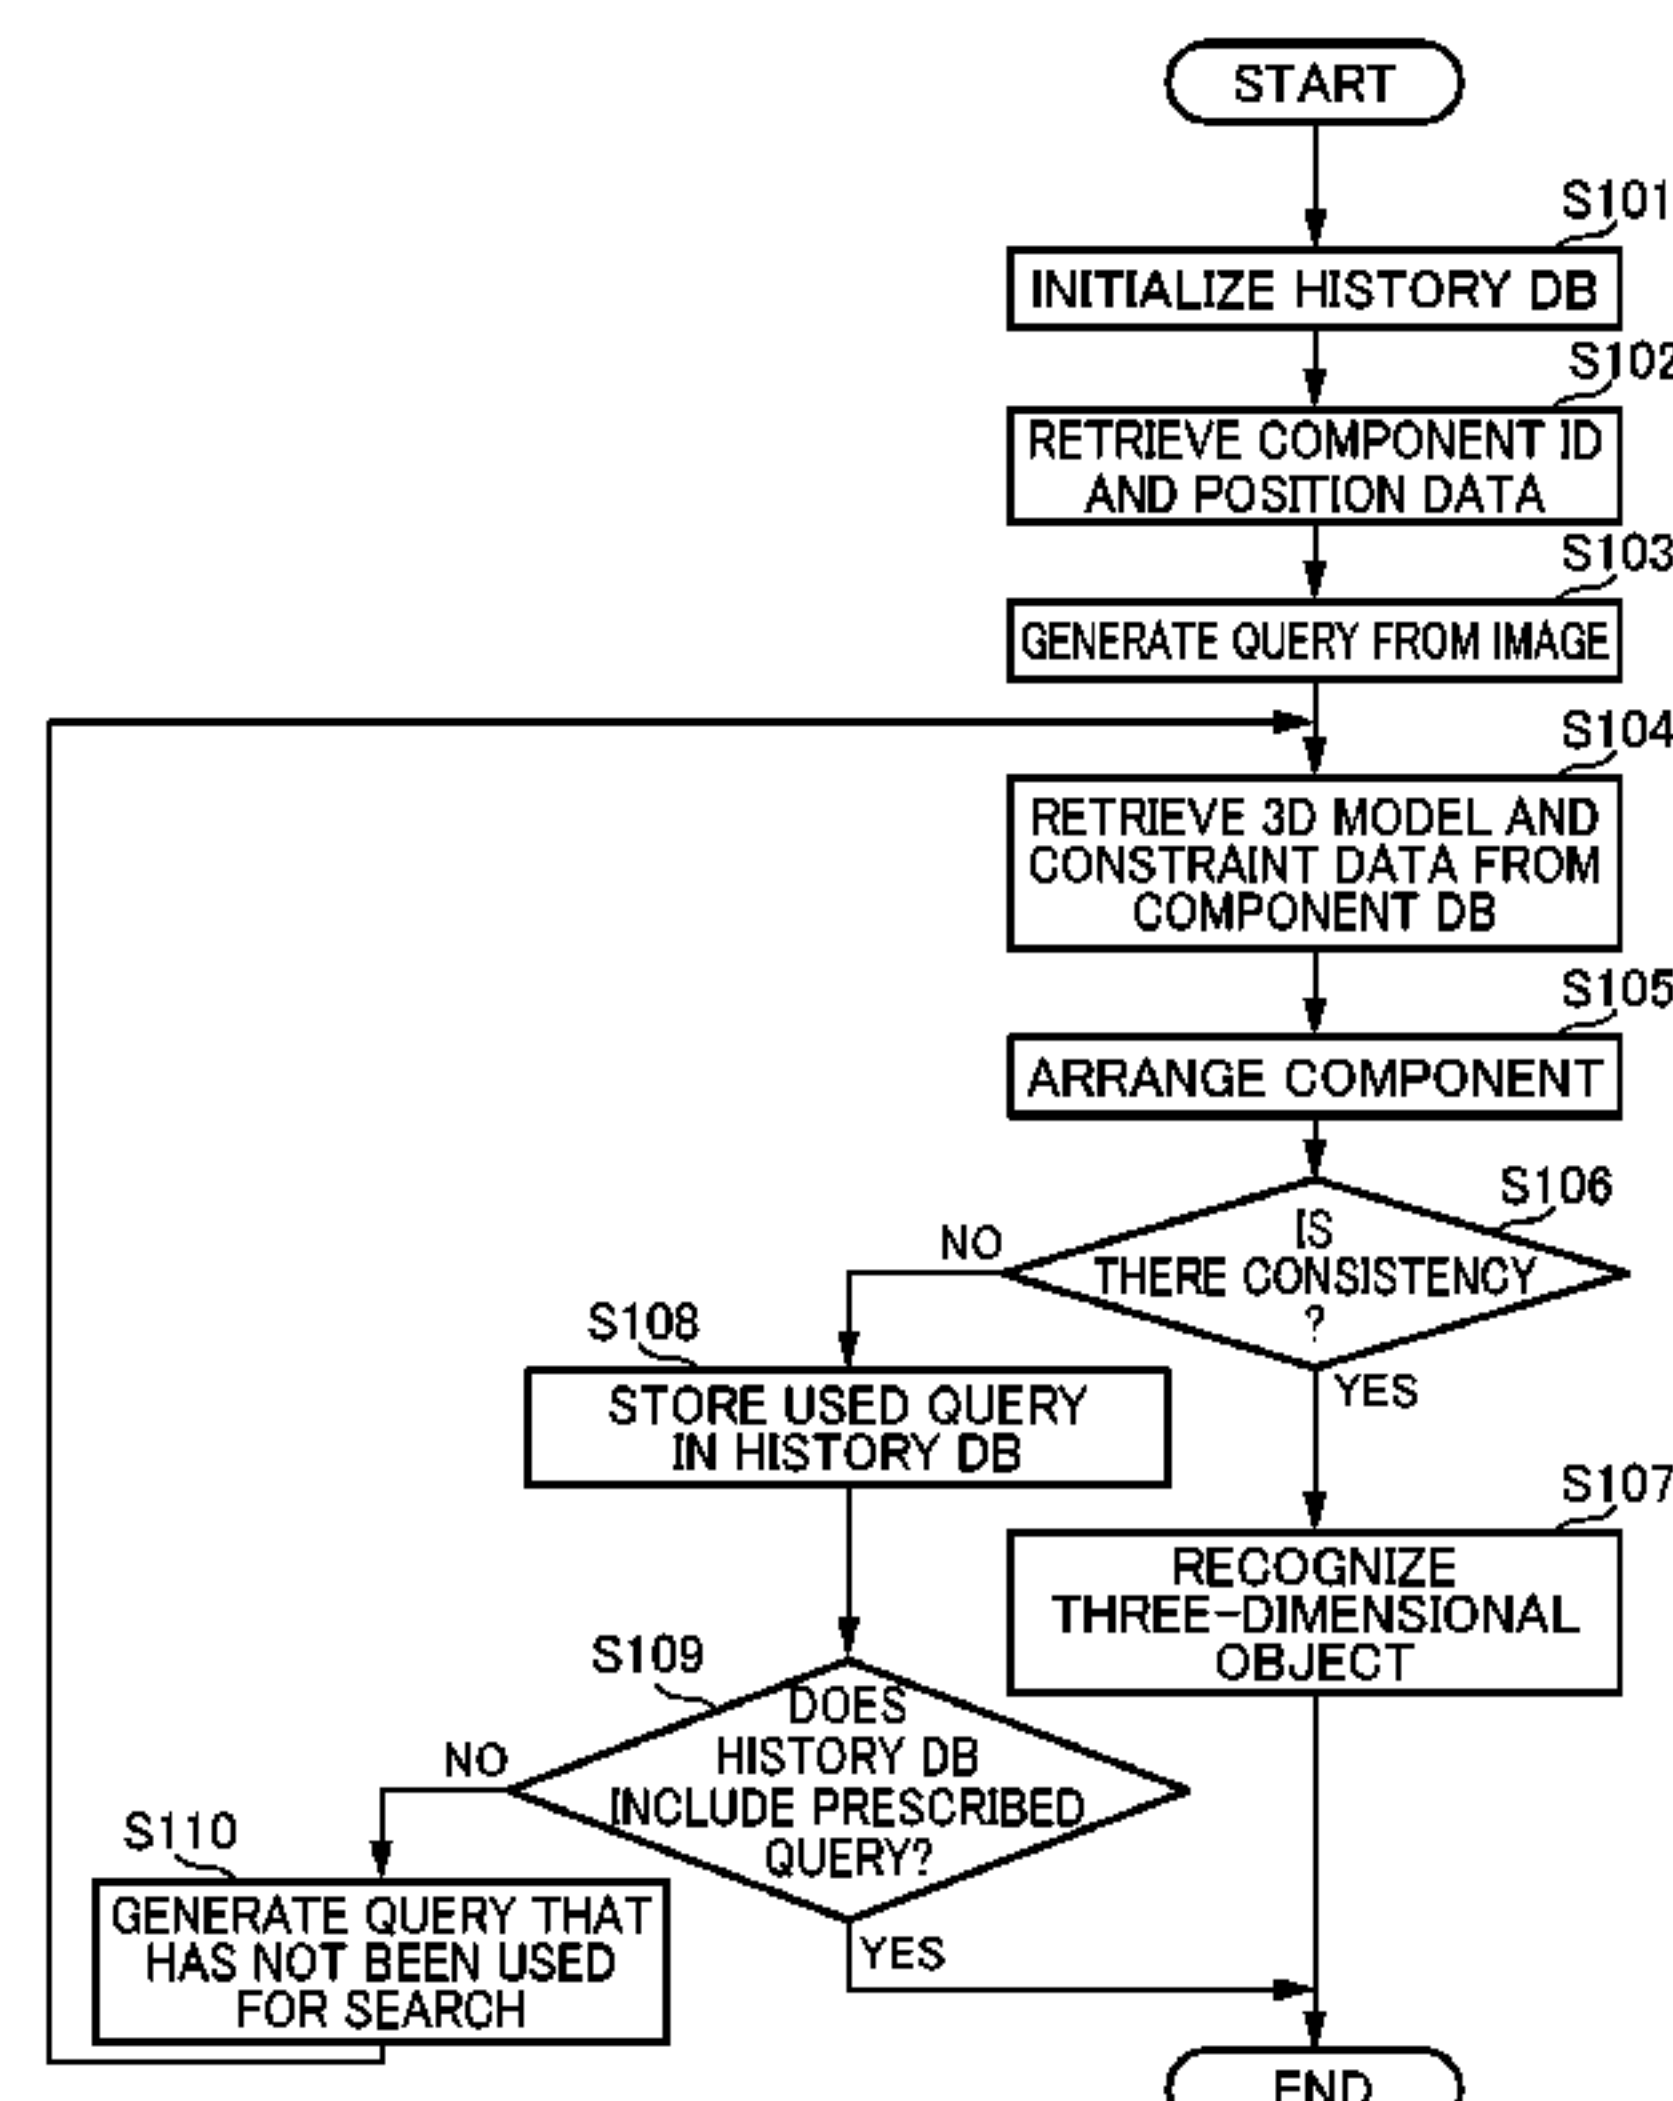 START
S101
INITIALIZE HISTORY DB
S102
RETRIEVE COMPONENT ID
AND POSITION DATA
S103
GENERATE QUERY FROM IMAGE
S104
RETRIEVE 3D MODEL AND
CONSTRAINT DATA FROM
COMPONENT DB
S105
ARRANGE COMPONENT
S106
IS
THERE CONSISTENCY
?
NO
YES
S108
STORE USED QUERY
IN HISTORY DB
S107
RECOGNIZE
THREE-DIMENSIONAL
OBJECT
S109
DOES
HISTORY DB
INCLUDE PRESCRIBED
QUERY?
NO
YES
S110
GENERATE QUERY THAT
HAS NOT BEEN USED
FOR SEARCH
END